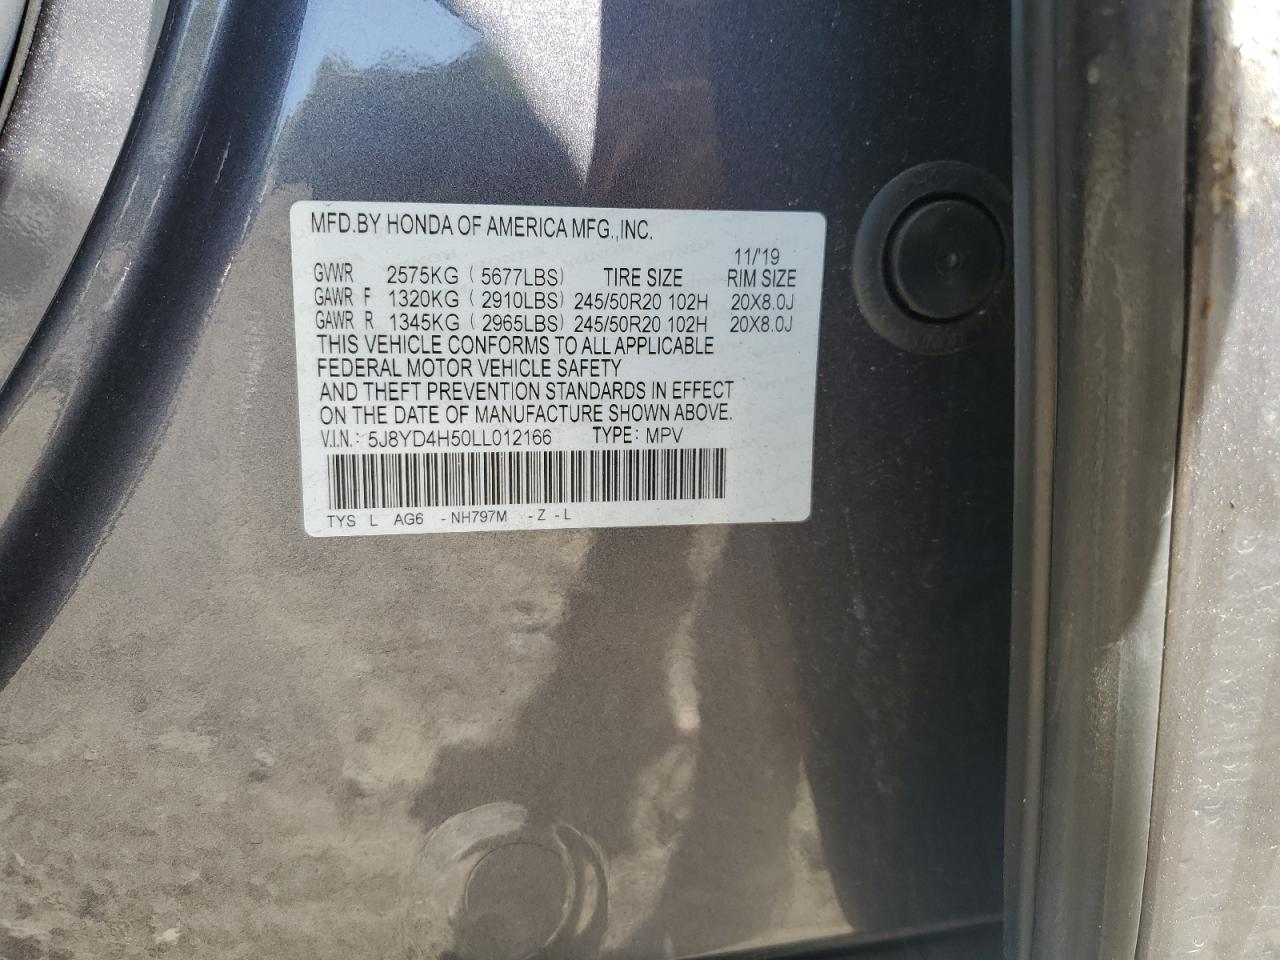 MFD.BY HONDA OF AMERICA MFG.,INC.
11/'19
GVWR 2575KG ( 5677LBS) TIRE SIZE RIM SIZE
GAWR F 1320KG ( 2910LBS) 245/50R20 102H 20X8.0J
GAWR R 1345KG ( 2965LBS) 245/50R20 102H 20X8.0J
THIS VEHICLE CONFORMS TO ALL APPLICABLE
FEDERAL MOTOR VEHICLE SAFETY
AND THEFT PREVENTION STANDARDS IN EFFECT
ON THE DATE OF MANUFACTURE SHOWN ABOVE.
V.I.N.: 5J8YD4H50LL012166 TYPE: MPV
TYS L AG6 -NH797M -Z -L